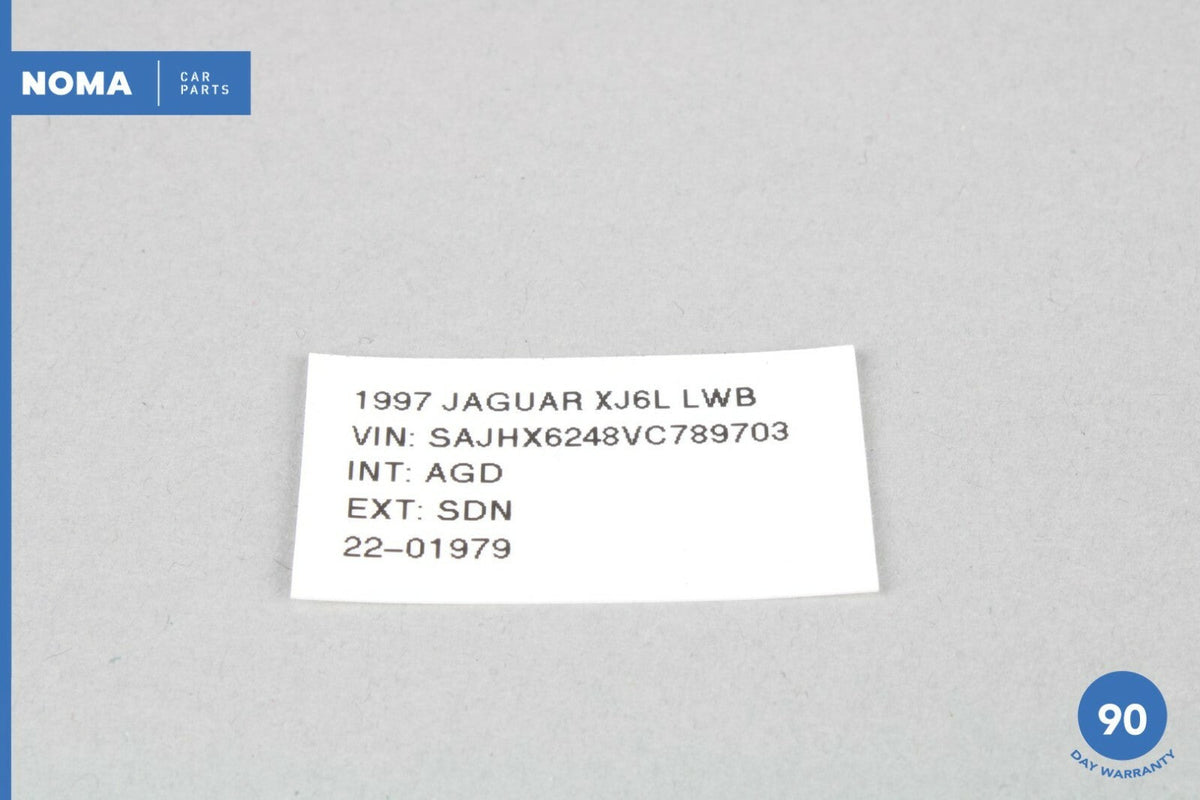 NOMA
CAR
PARTS
1997 JAGUAR XJ6L LWB
VIN: SAJHX6248VC789703
INT: AGD
EXT: SDN
22-01979
90
DAY WARRANTY